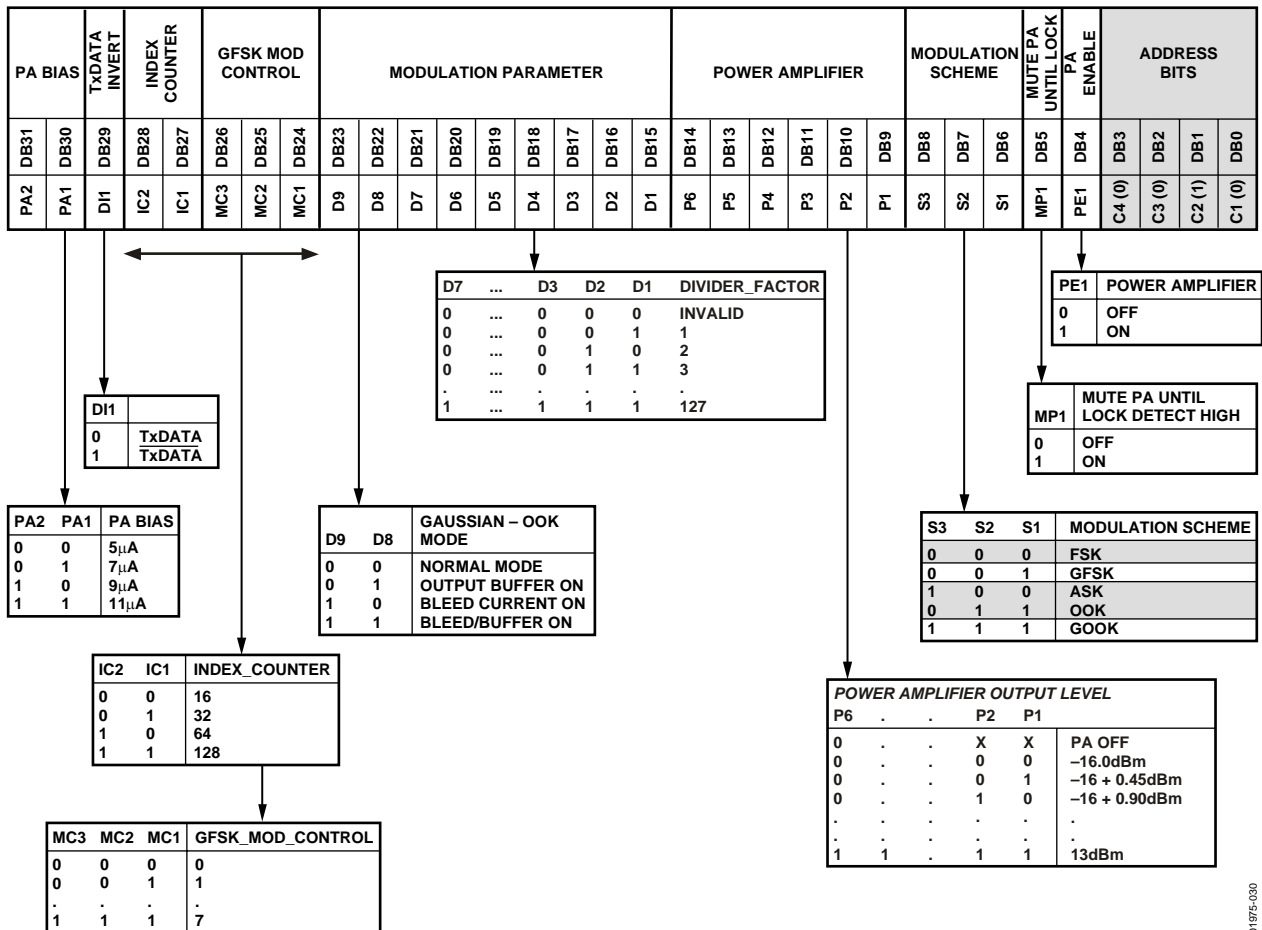 PA BIAS
TxDATA INVERT
INDEX COUNTER
GFSK MOD CONTROL
MODULATION PARAMETER
POWER AMPLIFIER
MODULATION SCHEME
MUTE PA UNTIL LOCK
PA ENABLE
ADDRESS BITS
DB31 DB30 DB29 DB28 DB27 DB26 DB25 DB24 DB23 DB22 DB21 DB20 DB19 DB18 DB17 DB16 DB15 DB14 DB13 DB12 DB11 DB10 DB9 DB8 DB7 DB6 DB5 DB4 DB3 DB2 DB1 DB0
PA2 PA1 DI1 IC2 IC1 MC3 MC2 MC1 D9 D8 D7 D6 D5 D4 D3 D2 D1 P6 P5 P4 P3 P2 P1 S3 S2 S1 MP1 PE1 C4 (0) C3 (0) C2 (1) C1 (0)
D7 ... D3 D2 D1 DIVIDER_FACTOR
0 ... 0 0 0 INVALID
0 ... 0 0 1 1
0 ... 0 1 0 2
0 ... 0 1 1 3
. ... . . . .
1 ... 1 1 1 127
PE1 POWER AMPLIFIER
0 OFF
1 ON
DI1
0 TxDATA
1 T̅x̅D̅A̅T̅A̅
MP1 MUTE PA UNTIL
LOCK DETECT HIGH
0 OFF
1 ON
PA2 PA1 PA BIAS
0 0 5μA
0 1 7μA
1 0 9μA
1 1 11μA
D9 D8 GAUSSIAN – OOK
MODE
0 0 NORMAL MODE
0 1 OUTPUT BUFFER ON
1 0 BLEED CURRENT ON
1 1 BLEED/BUFFER ON
S3 S2 S1 MODULATION SCHEME
0 0 0 FSK
0 0 1 GFSK
1 0 0 ASK
0 1 1 OOK
1 1 1 GOOK
IC2 IC1 INDEX_COUNTER
0 0 16
0 1 32
1 0 64
1 1 128
POWER AMPLIFIER OUTPUT LEVEL
P6 . . P2 P1
0 . . X X PA OFF
0 . . 0 0 –16.0dBm
0 . . 0 1 –16 + 0.45dBm
0 . . 1 0 –16 + 0.90dBm
. . . . . .
. . . . . .
1 1 . 1 1 13dBm
MC3 MC2 MC1 GFSK_MOD_CONTROL
0 0 0 0
0 0 1 1
. . . .
1 1 1 7
01975-030